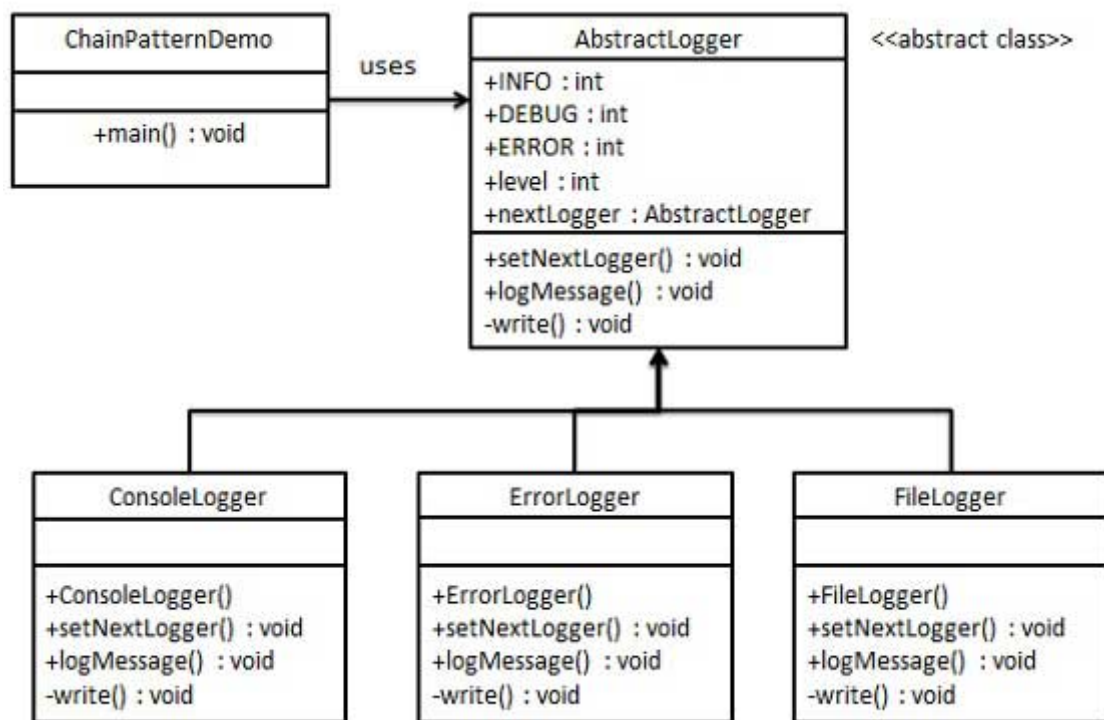 ChainPatternDemo
+main() : void
uses
AbstractLogger
<<abstract class>>
+INFO : int
+DEBUG : int
+ERROR : int
+level : int
+nextLogger : AbstractLogger
+setNextLogger() : void
+logMessage() : void
-write() : void
ConsoleLogger
+ConsoleLogger()
+setNextLogger() : void
+logMessage() : void
-write() : void
ErrorLogger
+ErrorLogger()
+setNextLogger() : void
+logMessage() : void
-write() : void
FileLogger
+FileLogger()
+setNextLogger() : void
+logMessage() : void
-write() : void